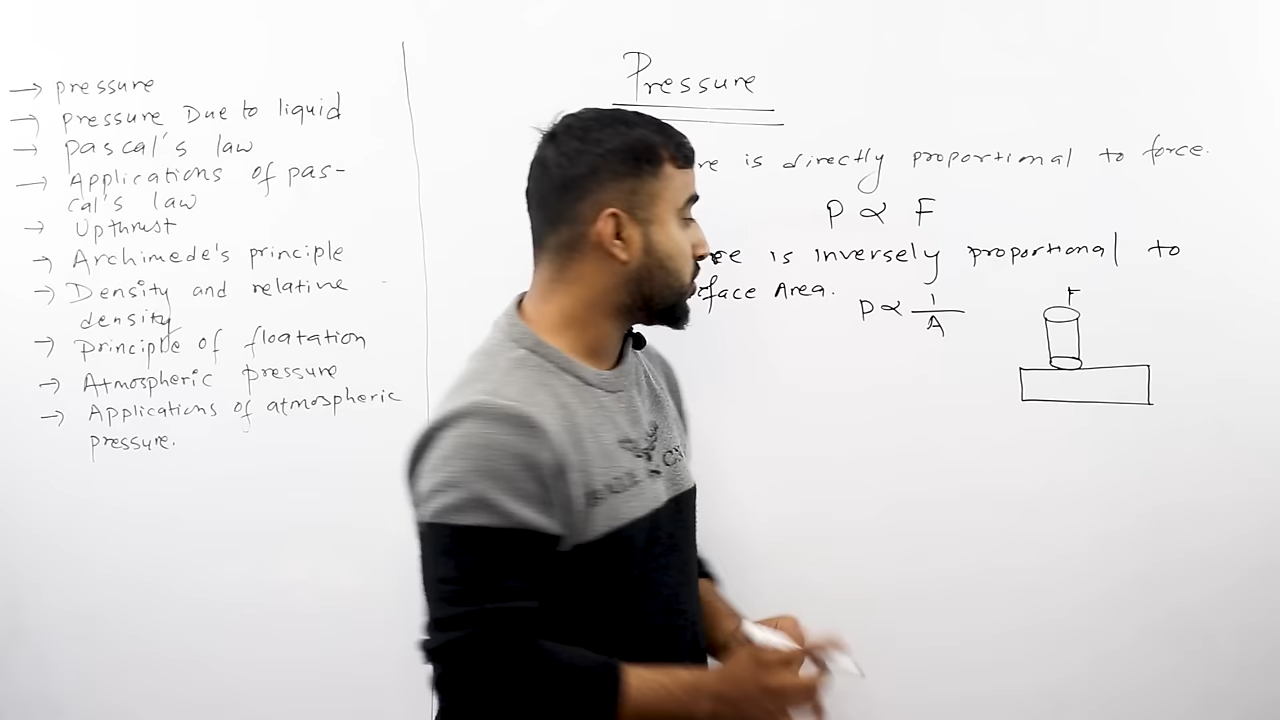 → pressure
→ pressure Due to liquid
→ pascal's law
→ Applications of pas-
cal's law
→ Upthrust
→ Archimede's principle
→ Density and relative
density
→ principle of floatation
→ Atmospheric pressure
→ Applications of atmospheric
pressure.
Pressure
re is directly proportional to force.
P ∝ F
is inversely proportional to
rface Area.
P ∝ 1/A
F